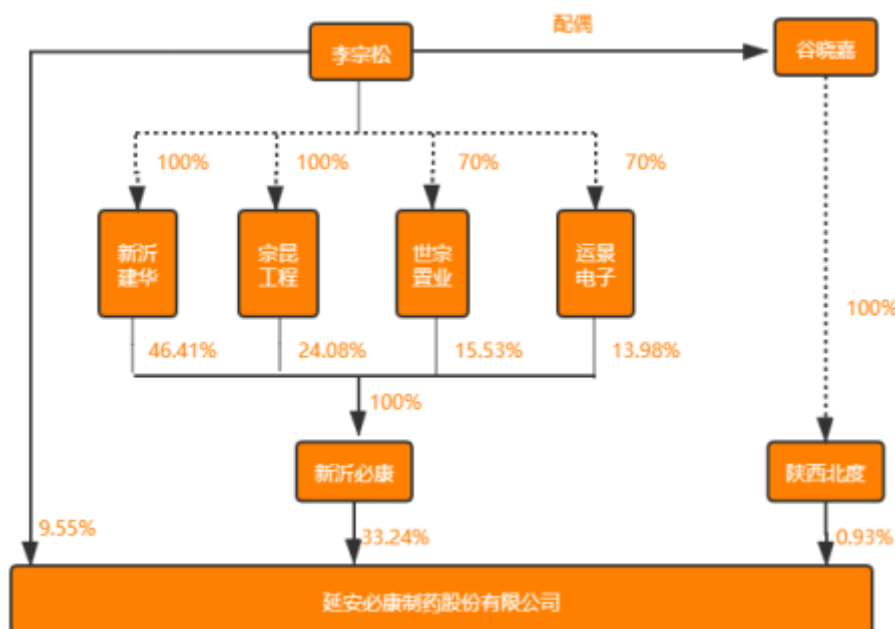 配偶
李宗松
谷晓嘉
100%
100%
70%
70%
新沂
建华
宗昆
工程
世宗
置业
运景
电子
100%
46.41%
24.08%
15.53%
13.98%
100%
新沂必康
陕西北度
9.55%
33.24%
0.93%
延安必康制药股份有限公司